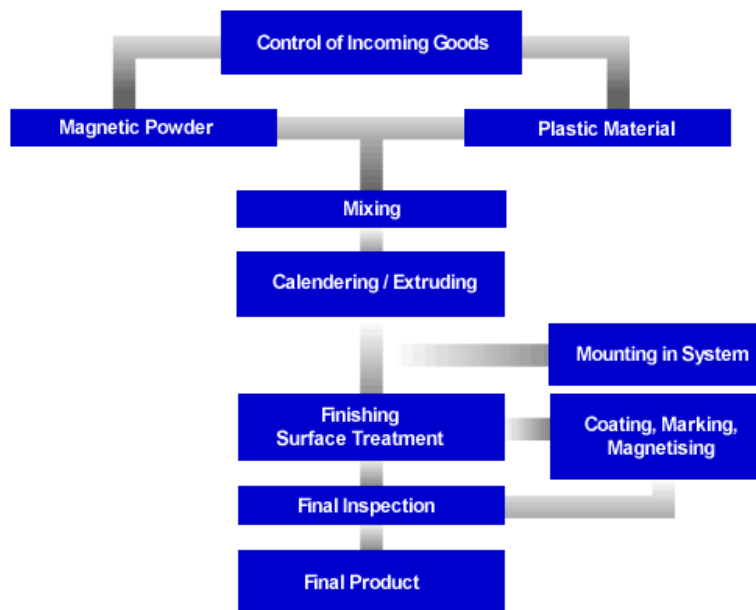 Control of Incoming Goods
Magnetic Powder
Plastic Material
Mixing
Calendering / Extruding
Mounting in System
Finishing
Surface Treatment
Coating, Marking,
Magnetising
Final Inspection
Final Product